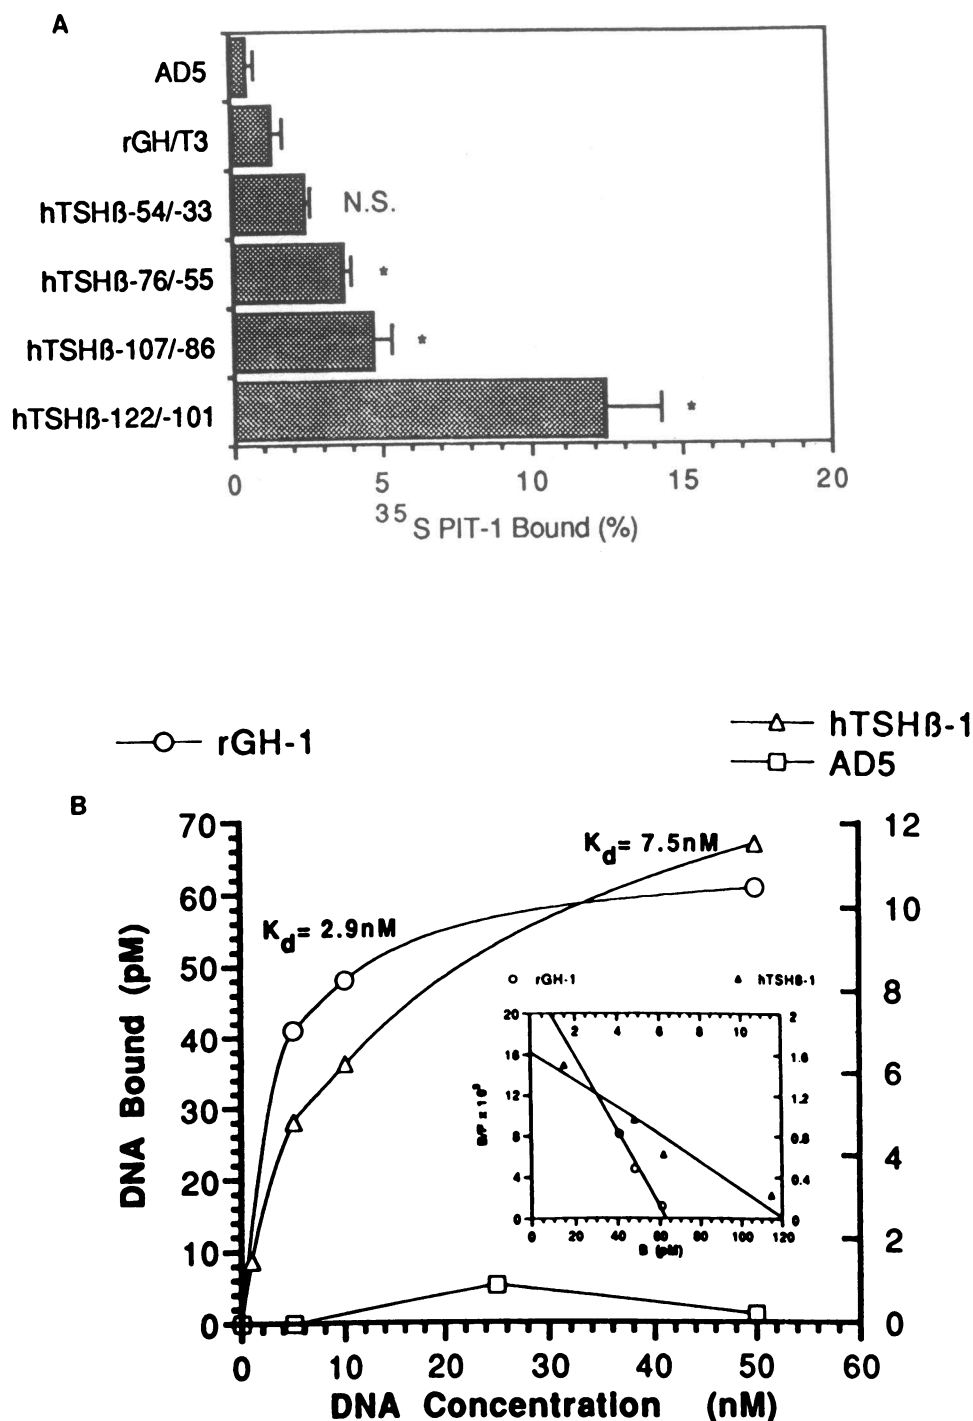 A
AD5
rGH/T3
hTSHß-54/-33
N.S.
hTSHß-76/-55
*
hTSHß-107/-86
*
hTSHß-122/-101
*
0 5 10 15 20
35 S PIT-1 Bound (%)
rGH-1
hTSHß-1
AD5
B
70 60 50 40 30 20 10 0
DNA Bound (pM)
Kd= 2.9nM
Kd= 7.5nM
12 10 8 6 4 2 0
rGH-1
hTSHß-1
2 4 6 8 10
20 16 12 8 4 0
B/F x 10³
2 1.6 1.2 0.8 0.4 0
0 20 40 60 80 100 120
B (pM)
0 10 20 30 40 50 60
DNA Concentration (nM)